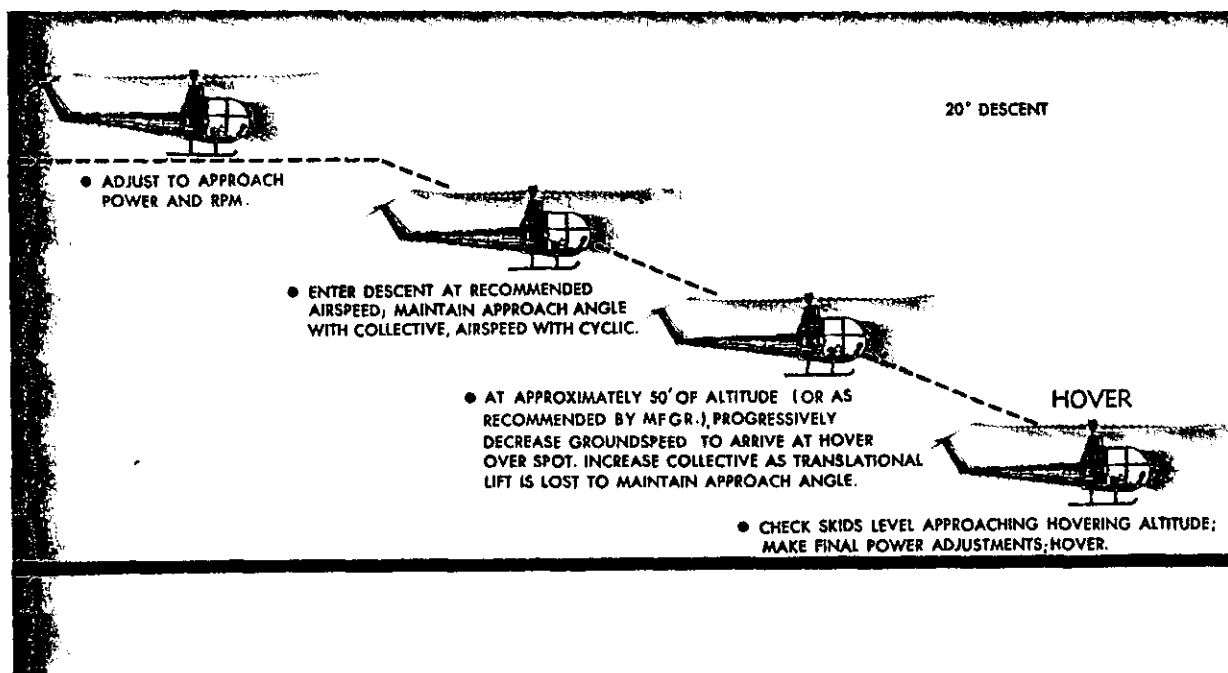 20° DESCENT
● ADJUST TO APPROACH
POWER AND RPM.
● ENTER DESCENT AT RECOMMENDED
AIRSPEED; MAINTAIN APPROACH ANGLE
WITH COLLECTIVE, AIRSPEED WITH CYCLIC.
● AT APPROXIMATELY 50' OF ALTITUDE (OR AS
RECOMMENDED BY MFGR.), PROGRESSIVELY
DECREASE GROUNDSPEED TO ARRIVE AT HOVER
OVER SPOT. INCREASE COLLECTIVE AS TRANSLATIONAL
LIFT IS LOST TO MAINTAIN APPROACH ANGLE.
HOVER
● CHECK SKIDS LEVEL APPROACHING HOVERING ALTITUDE;
MAKE FINAL POWER ADJUSTMENTS; HOVER.